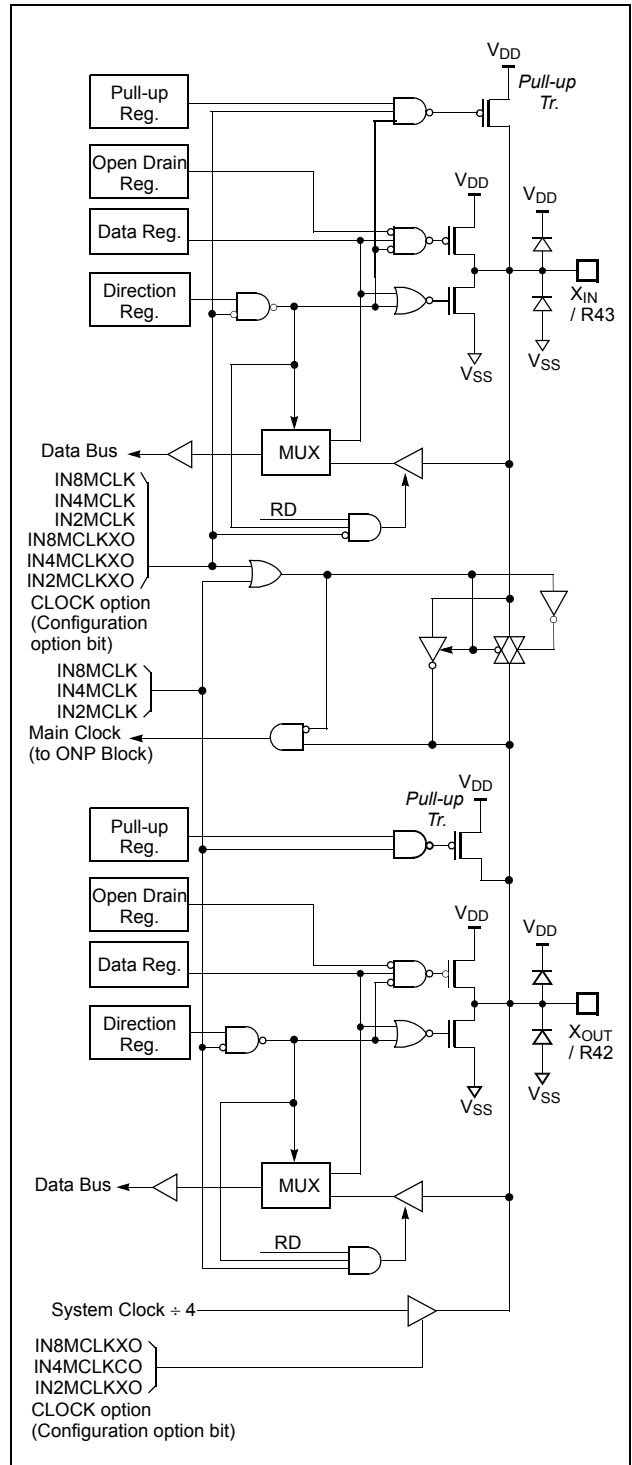 VDD
Pull-up
Tr.
Pull-up
Reg.
Open Drain
Reg.
VDD
VDD
Data Reg.
Direction
Reg.
XIN
/ R43
VSS
VSS
Data Bus
MUX
IN8MCLK
IN4MCLK
IN2MCLK
IN8MCLKXO
IN4MCLKXO
IN2MCLKXO
CLOCK option
(Configuration
option bit)
RD
IN8MCLK
IN4MCLK
IN2MCLK
Main Clock
(to ONP Block)
VDD
Pull-up
Tr.
Pull-up
Reg.
Open Drain
Reg.
VDD
VDD
Data Reg.
Direction
Reg.
XOUT
/ R42
VSS
VSS
Data Bus
MUX
RD
System Clock ÷ 4
IN8MCLKXO
IN4MCLKCO
IN2MCLKXO
CLOCK option
(Configuration option bit)